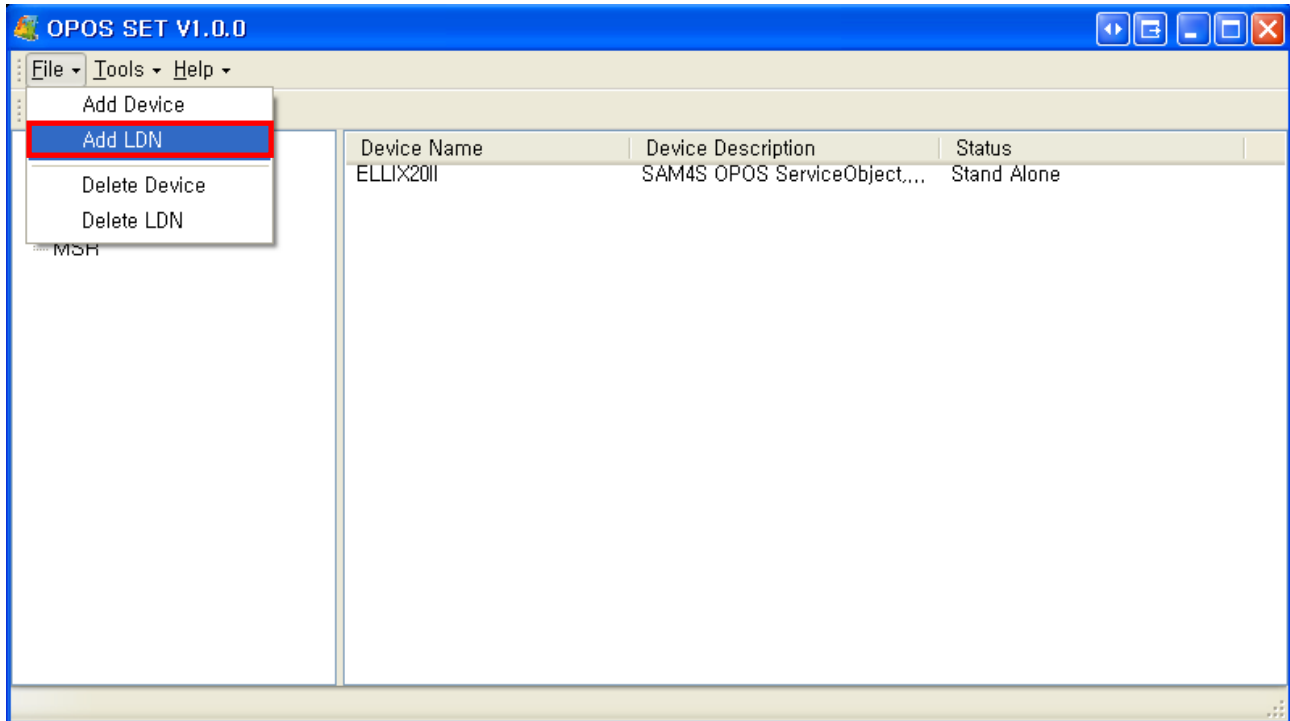 OPOS SET V1.0.0
File Tools Help
Add Device
Add LDN
Delete Device
Delete LDN
MSR
Device Name Device Description Status
ELLIX20II SAM4S OPOS ServiceObject,... Stand Alone